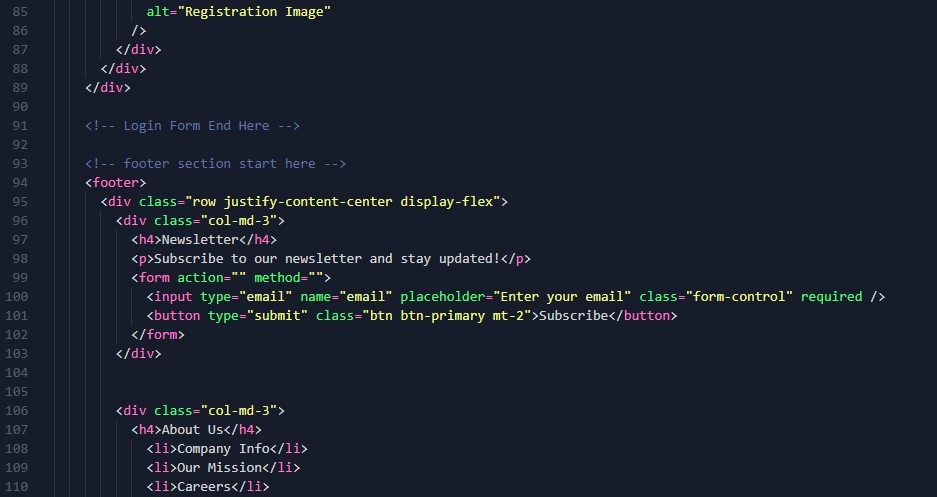 85 alt="Registration Image"
86 />
87 </div>
88 </div>
89 </div>
90
91 <!-- Login Form End Here -->
92
93 <!-- footer section start here -->
94 <footer>
95 <div class="row justify-content-center display-flex">
96 <div class="col-md-3">
97 <h4>Newsletter</h4>
98 <p>Subscribe to our newsletter and stay updated!</p>
99 <form action="" method="">
100 <input type="email" name="email" placeholder="Enter your email" class="form-control" required />
101 <button type="submit" class="btn btn-primary mt-2">Subscribe</button>
102 </form>
103 </div>
104
105
106 <div class="col-md-3">
107 <h4>About Us</h4>
108 <li>Company Info</li>
109 <li>Our Mission</li>
110 <li>Careers</li>